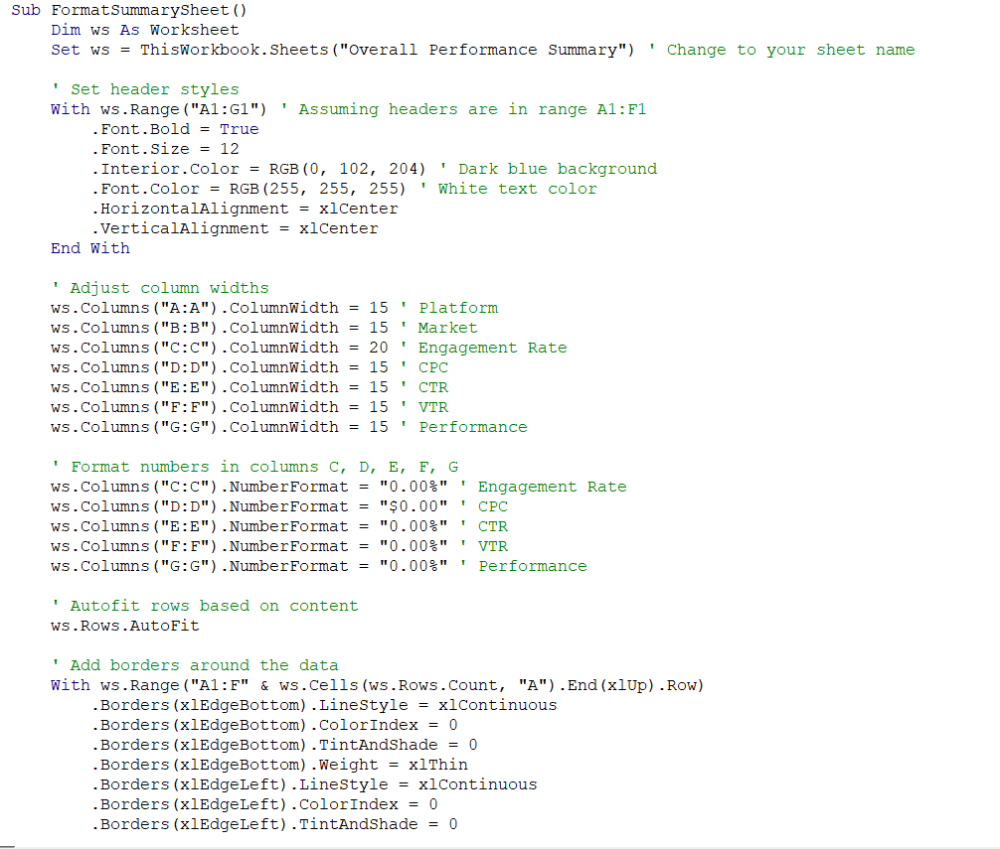 Sub FormatSummarySheet()
    Dim ws As Worksheet
    Set ws = ThisWorkbook.Sheets("Overall Performance Summary") ' Change to your sheet name

    ' Set header styles
    With ws.Range("A1:G1") ' Assuming headers are in range A1:F1
        .Font.Bold = True
        .Font.Size = 12
        .Interior.Color = RGB(0, 102, 204) ' Dark blue background
        .Font.Color = RGB(255, 255, 255) ' White text color
        .HorizontalAlignment = xlCenter
        .VerticalAlignment = xlCenter
    End With

    ' Adjust column widths
    ws.Columns("A:A").ColumnWidth = 15 ' Platform
    ws.Columns("B:B").ColumnWidth = 15 ' Market
    ws.Columns("C:C").ColumnWidth = 20 ' Engagement Rate
    ws.Columns("D:D").ColumnWidth = 15 ' CPC
    ws.Columns("E:E").ColumnWidth = 15 ' CTR
    ws.Columns("F:F").ColumnWidth = 15 ' VTR
    ws.Columns("G:G").ColumnWidth = 15 ' Performance

    ' Format numbers in columns C, D, E, F, G
    ws.Columns("C:C").NumberFormat = "0.00%" ' Engagement Rate
    ws.Columns("D:D").NumberFormat = "$0.00" ' CPC
    ws.Columns("E:E").NumberFormat = "0.00%" ' CTR
    ws.Columns("F:F").NumberFormat = "0.00%" ' VTR
    ws.Columns("G:G").NumberFormat = "0.00%" ' Performance

    ' Autofit rows based on content
    ws.Rows.AutoFit

    ' Add borders around the data
    With ws.Range("A1:F" & ws.Cells(ws.Rows.Count, "A").End(xlUp).Row)
        .Borders(xlEdgeBottom).LineStyle = xlContinuous
        .Borders(xlEdgeBottom).ColorIndex = 0
        .Borders(xlEdgeBottom).TintAndShade = 0
        .Borders(xlEdgeBottom).Weight = xlThin
        .Borders(xlEdgeLeft).LineStyle = xlContinuous
        .Borders(xlEdgeLeft).ColorIndex = 0
        .Borders(xlEdgeLeft).TintAndShade = 0